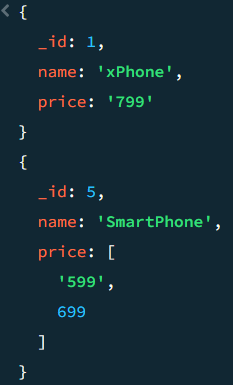 < {
_id: 1,
name: 'xPhone',
price: '799'
}
{
_id: 5,
name: 'SmartPhone',
price: [
'599',
699
]
}